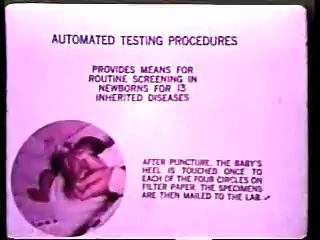 AUTOMATED TESTING PROCEDURES
PROVIDES MEANS FOR
ROUTINE SCREENING IN
NEWBORNS FOR 13
INHERITED DISEASES
AFTER PUNCTURE, THE BABY'S
HEEL IS TOUCHED ONCE TO
EACH OF THE FOUR CIRCLES ON
FILTER PAPER. THE SPECIMENS
ARE THEN MAILED TO THE LAB.